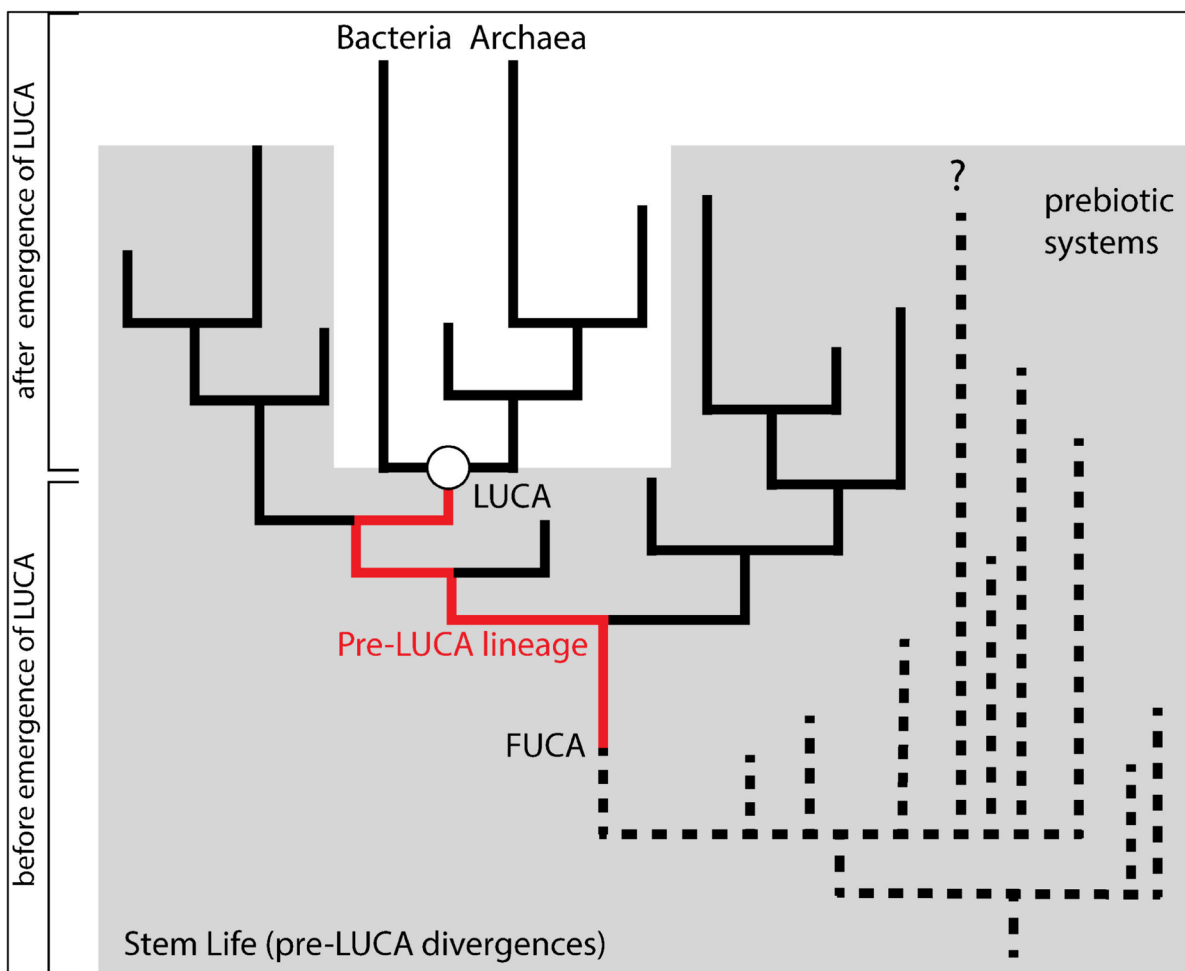 Bacteria Archaea
after emergence of LUCA
?
prebiotic
systems
LUCA
Pre-LUCA lineage
FUCA
before emergence of LUCA
Stem Life (pre-LUCA divergences)